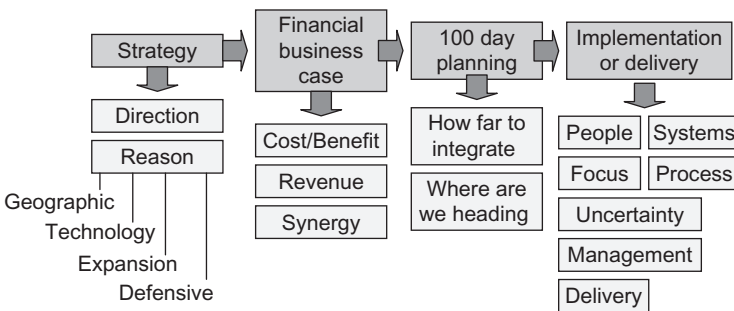 Strategy
Direction
Reason
Geographic
Technology
Expansion
Defensive
Financial
business
case
Cost/Benefit
Revenue
Synergy
100 day
planning
How far to
integrate
Where are
we heading
Implementation
or delivery
People
Systems
Focus
Process
Uncertainty
Management
Delivery